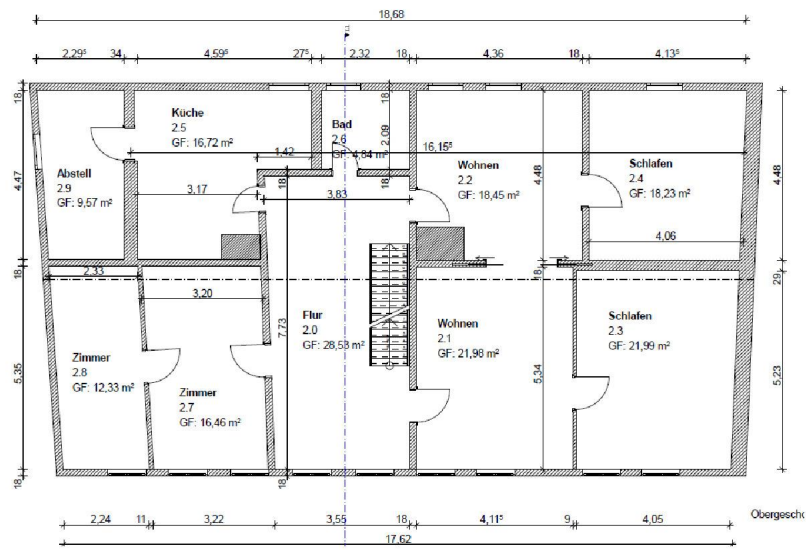 18,68
2,29⁵ 34 4,59⁵ 27⁵ 2,32 18 4,36 18 4,13⁵
18 18 18 18
Küche
2.5
GF: 16,72 m²
Bad
2.6
GF: 4,84 m²
2,09
1,42
16,15⁵
Abstell
2.9
GF: 9,57 m²
Wohnen
2.2
GF: 18,45 m²
Schlafen
2.4
GF: 18,23 m²
4,47
3,17
18
3,83
18
4,48
4,48
4,06
18
2,33
3,20
18
29
Flur
2.0
GF: 28,53 m²
7,73
Wohnen
2.1
GF: 21,98 m²
Schlafen
2.3
GF: 21,99 m²
Zimmer
2.8
GF: 12,33 m²
Zimmer
2.7
GF: 16,46 m²
5,35
5,34
5,23
18 18
2,24 11 3,22 3,55 18 4,11⁵ 9 4,05
Obergescho
17,62